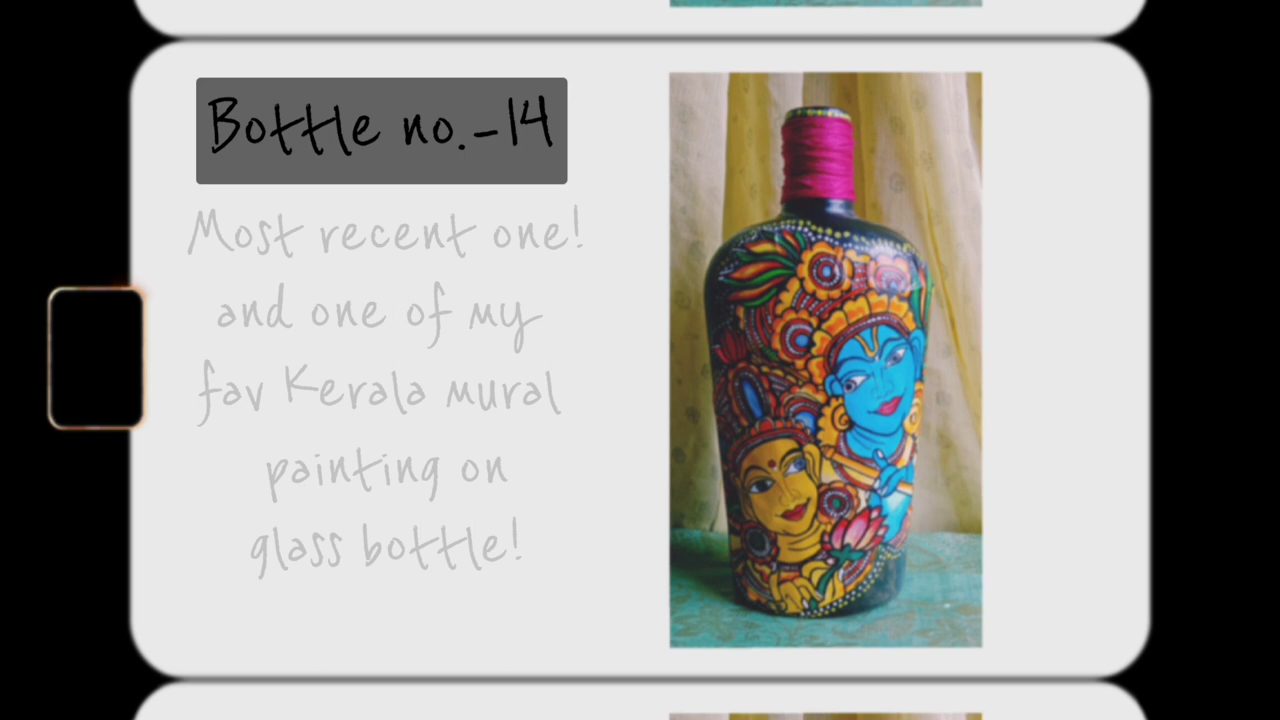 Bottle no.-14
Most recent one!
and one of my
fav Kerala mural
painting on
glass bottle!